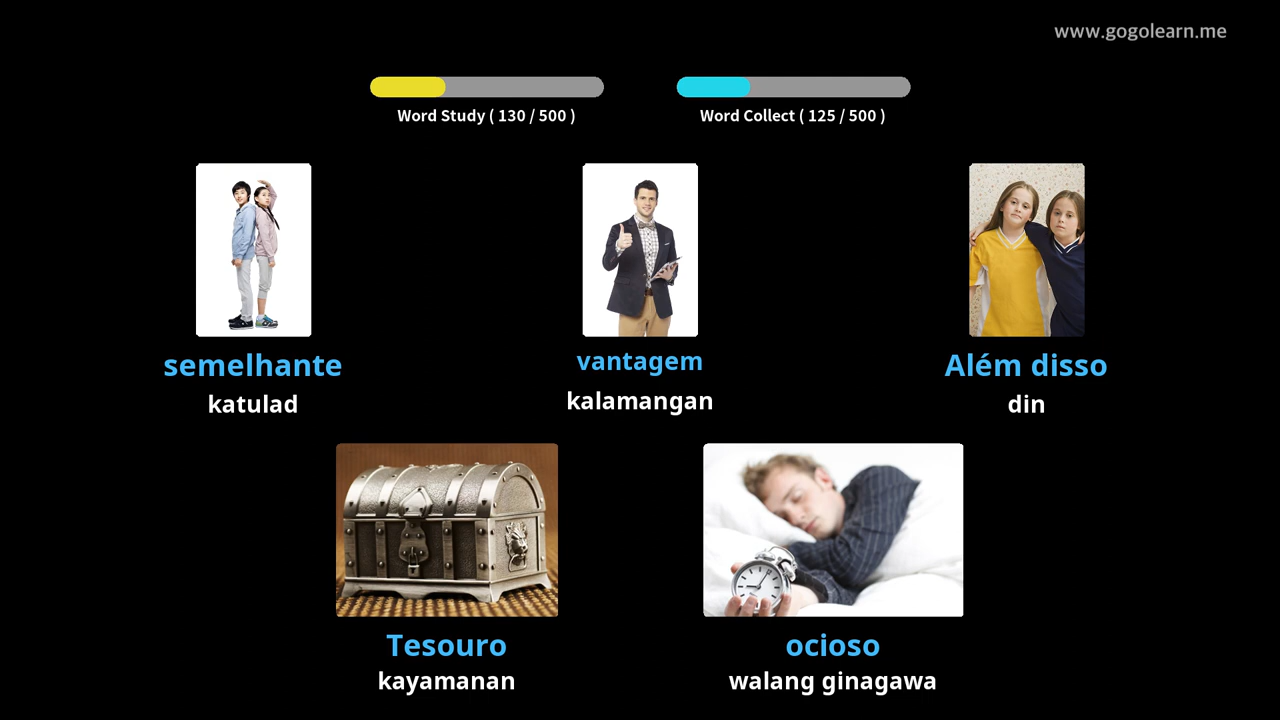 www.gogolearn.me
Word Study ( 130 / 500 )
Word Collect ( 125 / 500 )
semelhante
katulad
vantagem
kalamangan
Além disso
din
Tesouro
kayamanan
ocioso
walang ginagawa